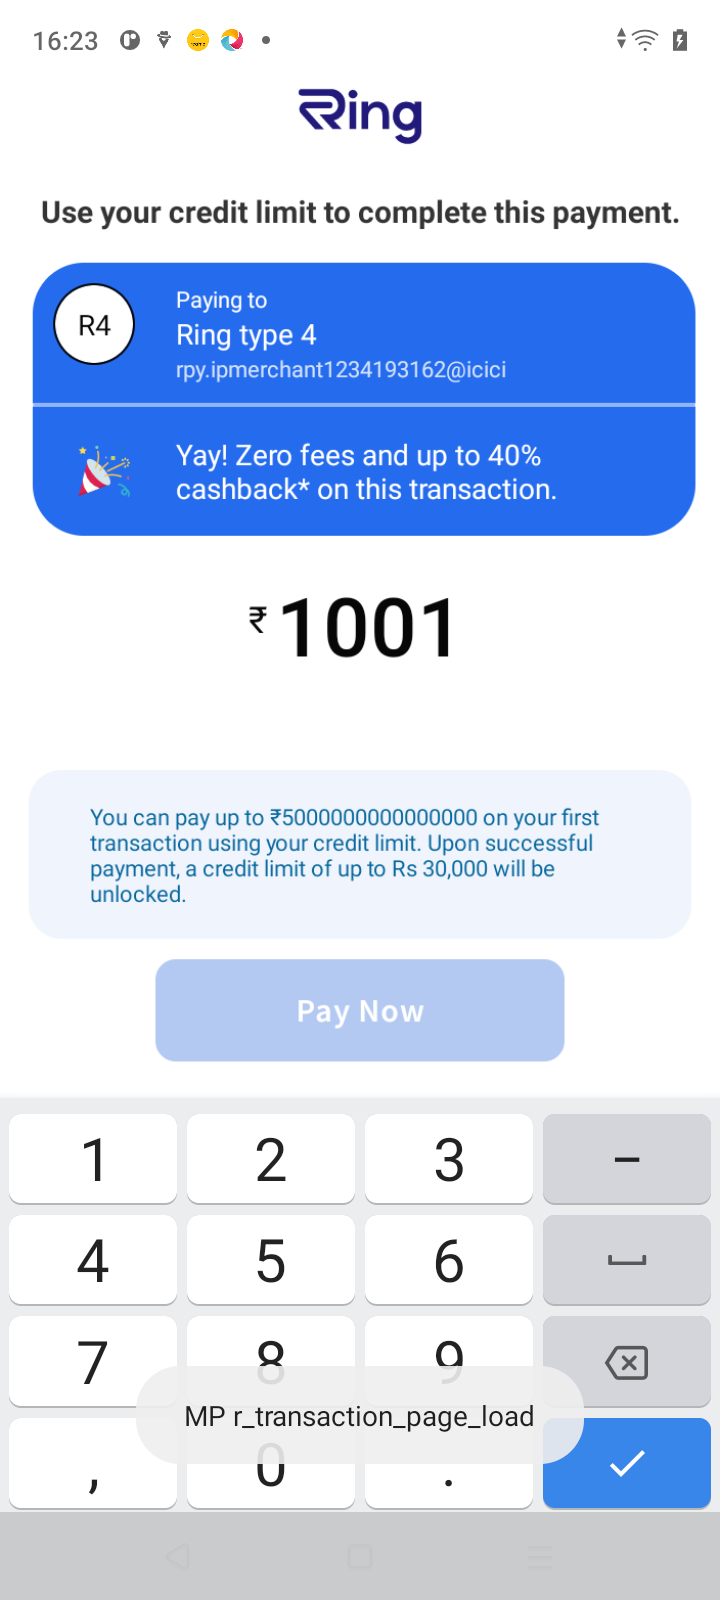 16:23
Ring
Use your credit limit to complete this payment.
R4
Paying to
Ring type 4
rpy.ipmerchant1234193162@icici
Yay! Zero fees and up to 40%
cashback* on this transaction.
₹1001
You can pay up to ₹5000000000000000 on your first
transaction using your credit limit. Upon successful
payment, a credit limit of up to Rs 30,000 will be
unlocked.
Pay Now
1 2 3 –
4 5 6
7 8 9
MP r_transaction_page_load
, 0 .